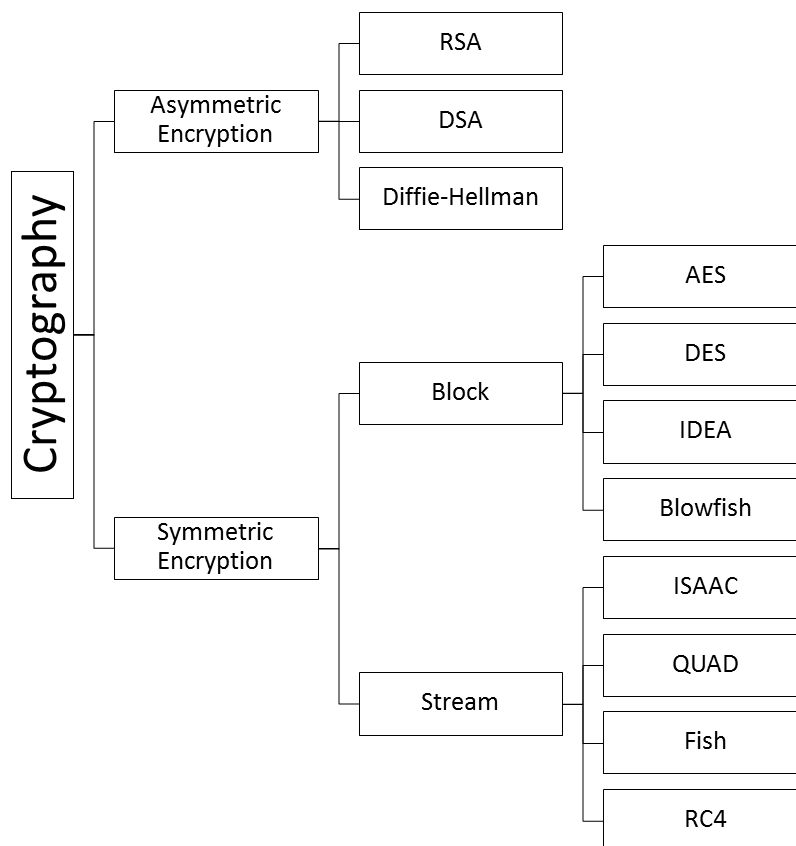 Cryptography
Asymmetric
Encryption
RSA
DSA
Diffie-Hellman
Symmetric
Encryption
Block
AES
DES
IDEA
Blowfish
Stream
ISAAC
QUAD
Fish
RC4